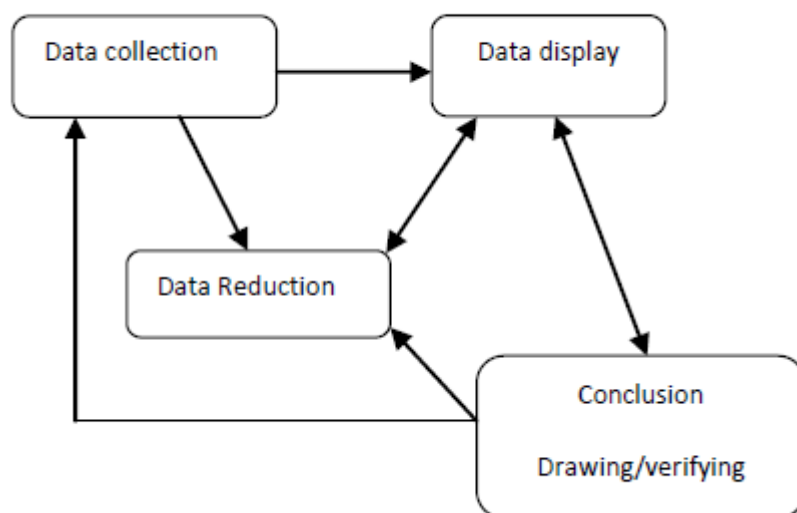 Data collection
Data display
Data Reduction
Conclusion
Drawing/verifying